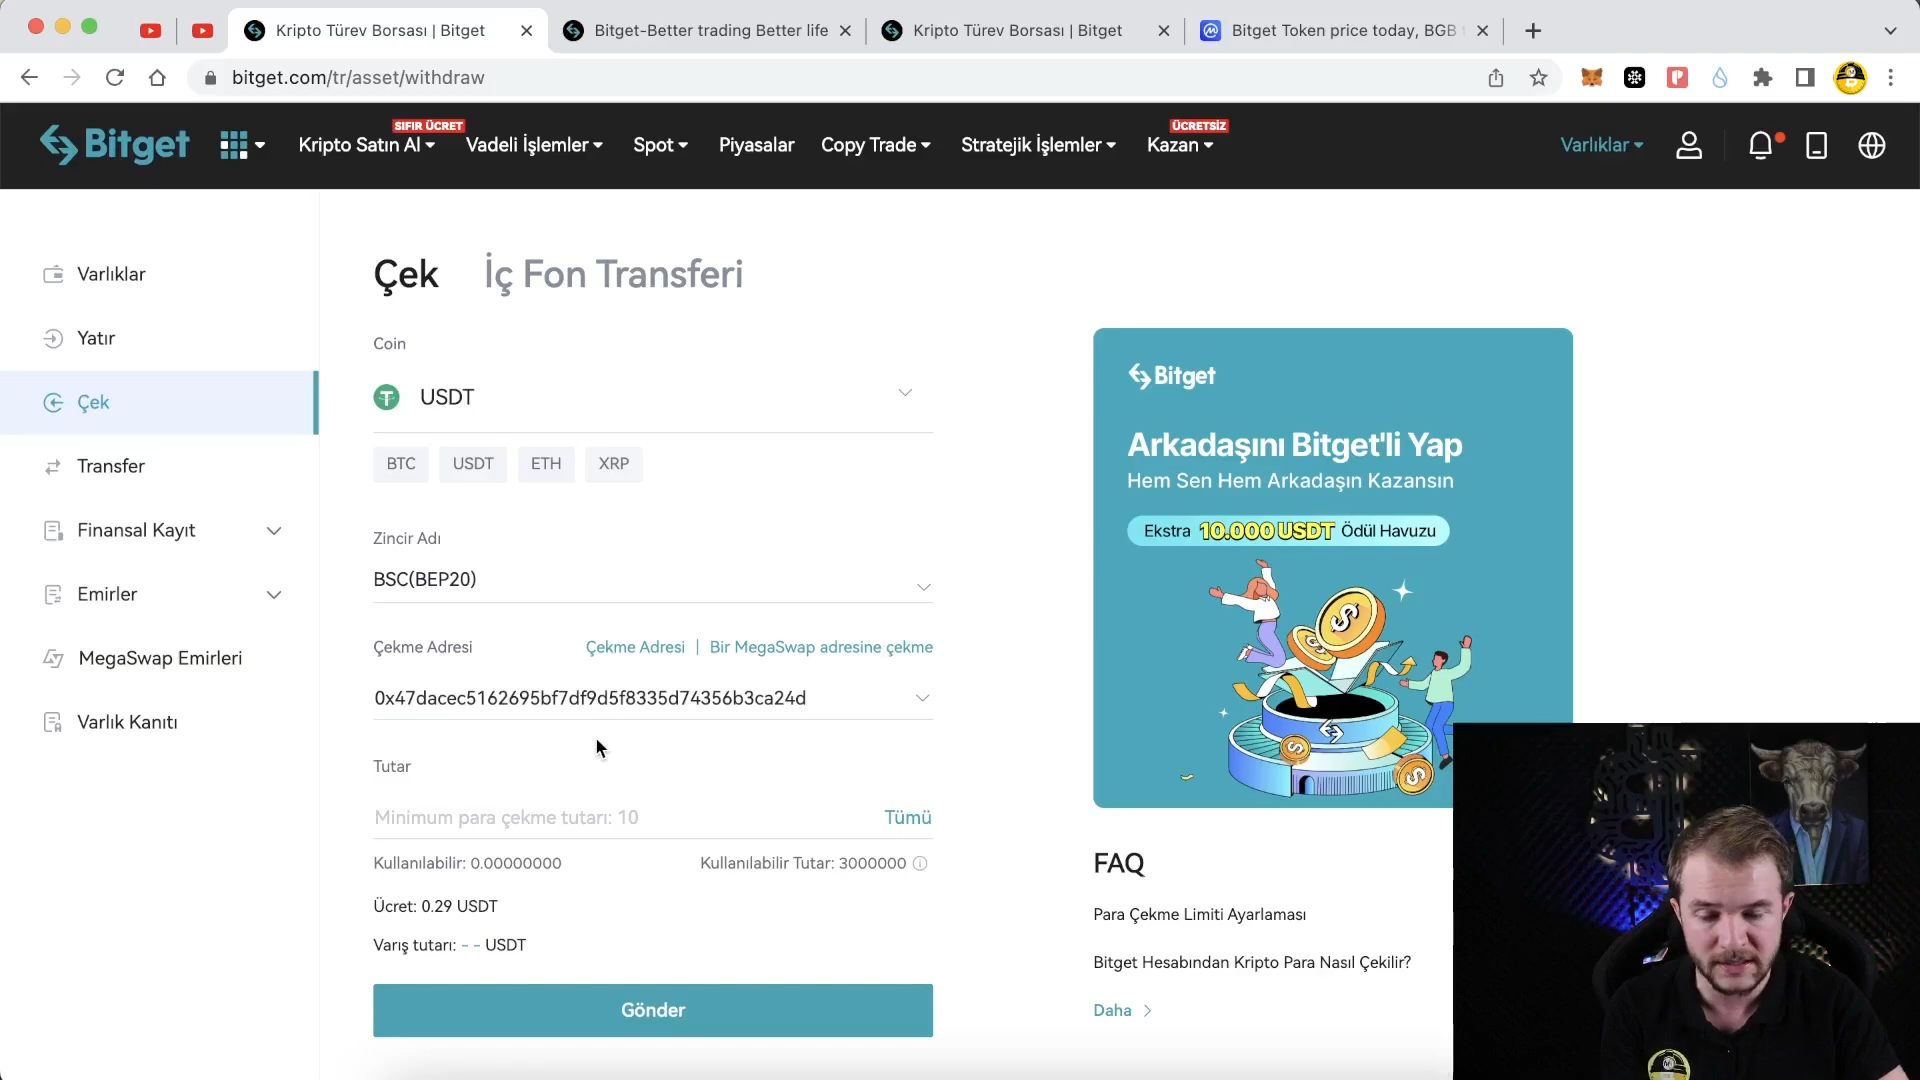 Kripto Türev Borsası | Bitget
Bitget-Better trading Better life
Kripto Türev Borsası | Bitget
Bitget Token price today, BGB
bitget.com/tr/asset/withdraw
Bitget
Kripto Satın Al
SIFIR ÜCRET
Vadeli İşlemler
Spot
Piyasalar
Copy Trade
Stratejik İşlemler
Kazan
ÜCRETSİZ
Varlıklar
Varlıklar
Yatır
Çek
Transfer
Finansal Kayıt
Emirler
MegaSwap Emirleri
Varlık Kanıtı
Çek
İç Fon Transferi
Coin
USDT
BTC
USDT
ETH
XRP
Zincir Adı
BSC(BEP20)
Çekme Adresi
Çekme Adresi | Bir MegaSwap adresine çekme
0x47dacec5162695bf7df9d5f8335d74356b3ca24d
Tutar
Minimum para çekme tutarı: 10
Tümü
Kullanılabilir: 0.00000000
Kullanılabilir Tutar: 3000000
Ücret: 0.29 USDT
Varış tutarı: - - USDT
Gönder
Bitget
Arkadaşını Bitget'li Yap
Hem Sen Hem Arkadaşın Kazansın
Ekstra 10.000 USDT Ödül Havuzu
FAQ
Para Çekme Limiti Ayarlaması
Bitget Hesabından Kripto Para Nasıl Çekilir?
Daha